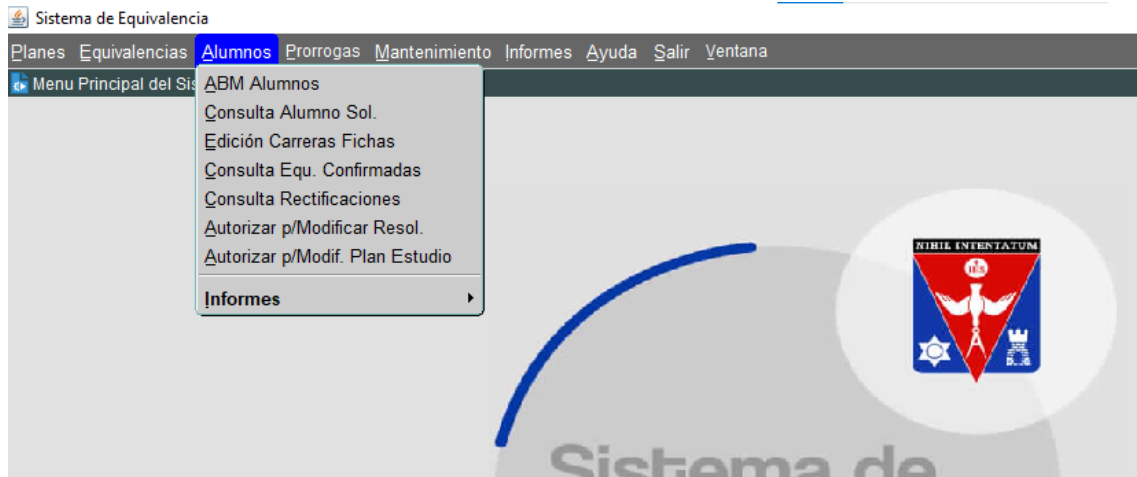 Sistema de Equivalencia
Planes Equivalencias Alumnos Prorrogas Mantenimiento Informes Ayuda Salir Ventana
Menu Principal del Sis
ABM Alumnos
Consulta Alumno Sol.
Edición Carreras Fichas
Consulta Equ. Confirmadas
Consulta Rectificaciones
Autorizar p/Modificar Resol.
Autorizar p/Modif. Plan Estudio
Informes
NIHIL INTENTATUM
IES
Sistema de